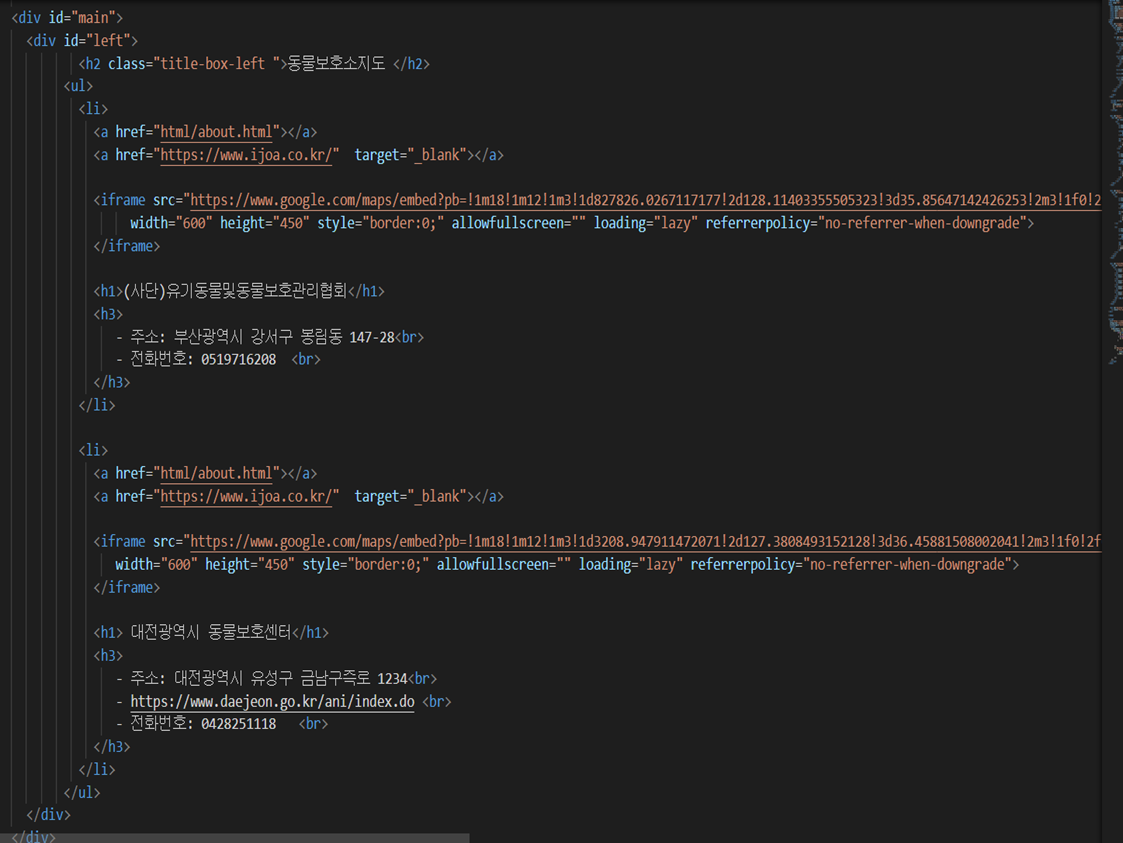 <div id="main">
<div id="left">
<h2 class="title-box-left ">동물보호소지도 </h2>
<ul>
<li>
<a href="html/about.html"></a>
<a href="https://www.ijoa.co.kr/"  target="_blank"></a>
<iframe src="https://www.google.com/maps/embed?pb=!1m18!1m12!1m3!1d827826.0267117177!2d128.11403355505323!3d35.85647142426253!2m3!1f0!2
width="600" height="450" style="border:0;" allowfullscreen="" loading="lazy" referrerpolicy="no-referrer-when-downgrade">
</iframe>
<h1>(사단)유기동물및동물보호관리협회</h1>
<h3>
- 주소: 부산광역시 강서구 봉림동 147-28<br>
- 전화번호: 0519716208  <br>
</h3>
</li>
<li>
<a href="html/about.html"></a>
<a href="https://www.ijoa.co.kr/"  target="_blank"></a>
<iframe src="https://www.google.com/maps/embed?pb=!1m18!1m12!1m3!1d3208.947911472071!2d127.3808493152128!3d36.45881508002041!2m3!1f0!2f
width="600" height="450" style="border:0;" allowfullscreen="" loading="lazy" referrerpolicy="no-referrer-when-downgrade">
</iframe>
<h1> 대전광역시 동물보호센터</h1>
<h3>
- 주소: 대전광역시 유성구 금남구즉로 1234<br>
- https://www.daejeon.go.kr/ani/index.do <br>
- 전화번호: 0428251118   <br>
</h3>
</li>
</ul>
</div>
</div>